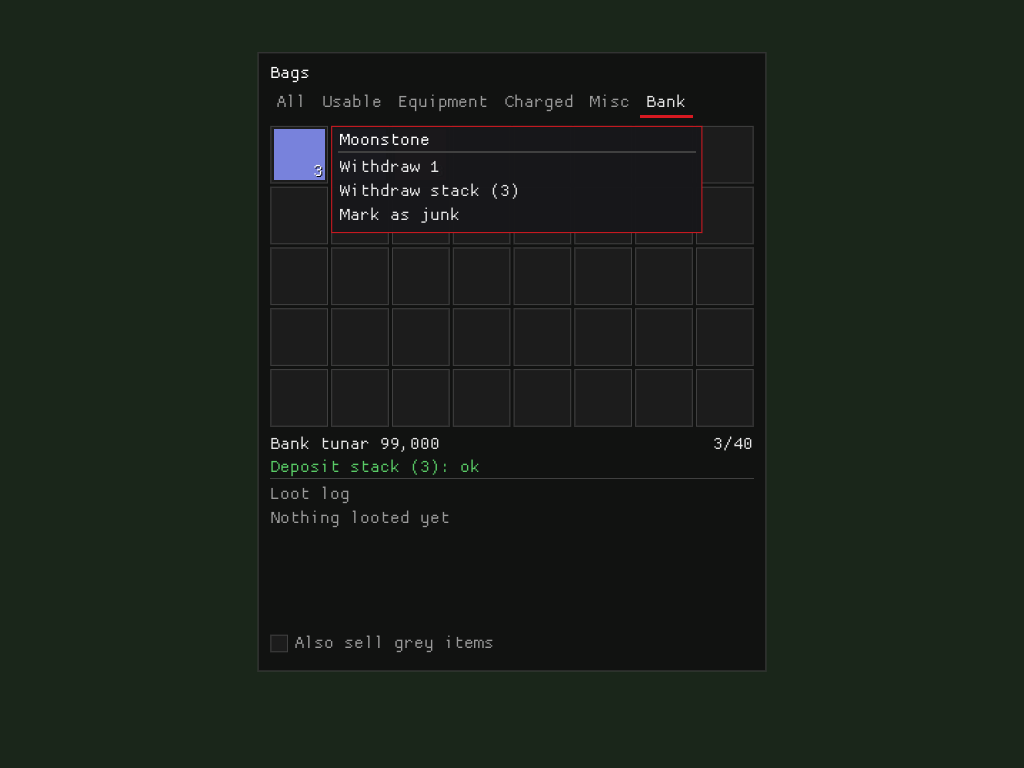 Bags
All Usable Equipment Charged Misc Bank
3
Moonstone
Withdraw 1
Withdraw stack (3)
Mark as junk
Bank tunar 99,000 3/40
Deposit stack (3): ok
Loot log
Nothing looted yet
Also sell grey items